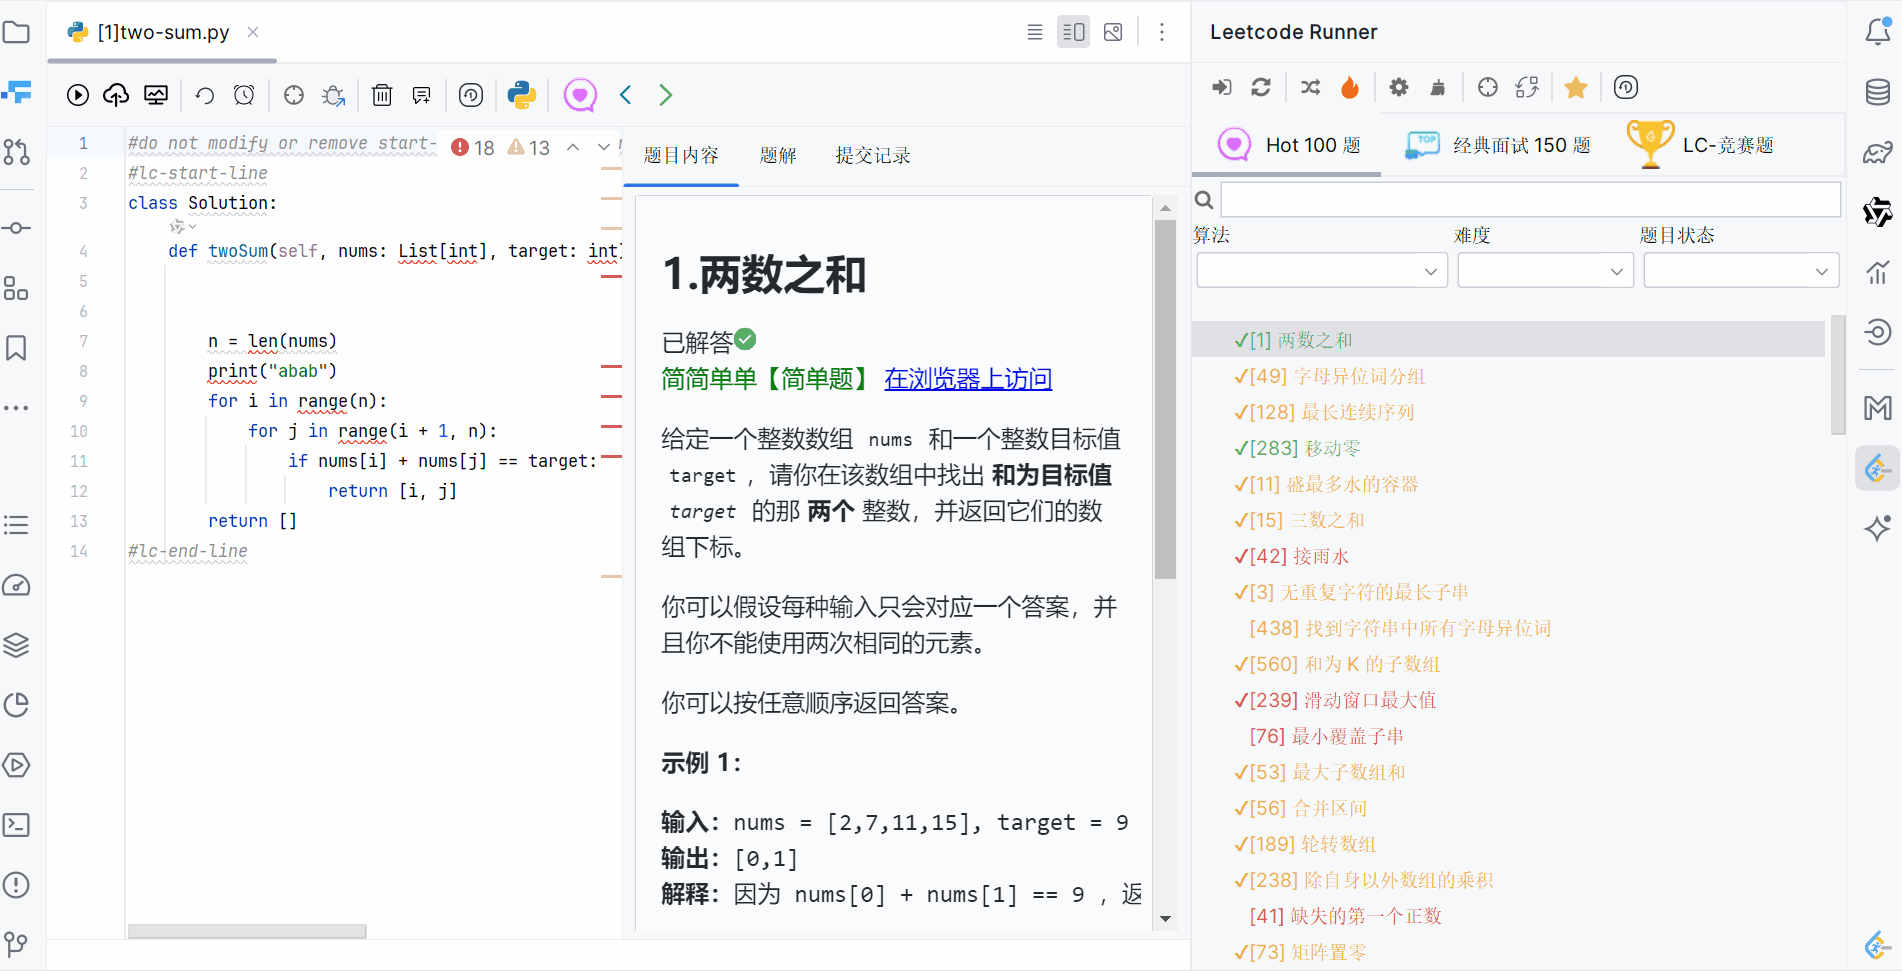 [1]two-sum.py
Leetcode Runner
1 #do not modify or remove start-
18 13
2 #lc-start-line
3 class Solution:
4 def twoSum(self, nums: List[int], target: int)
5
6
7 n = len(nums)
8 print("abab")
9 for i in range(n):
10 for j in range(i + 1, n):
11 if nums[i] + nums[j] == target:
12 return [i, j]
13 return []
14 #lc-end-line
题目内容 题解 提交记录
1.两数之和
已解答
简简单单【简单题】 在浏览器上访问
给定一个整数数组 nums 和一个整数目标值
target ，请你在该数组中找出 和为目标值
target 的那 两个 整数，并返回它们的数
组下标。
你可以假设每种输入只会对应一个答案，并
且你不能使用两次相同的元素。
你可以按任意顺序返回答案。
示例 1：
输入：nums = [2,7,11,15], target = 9
输出：[0,1]
解释：因为 nums[0] + nums[1] == 9 ，返
Hot 100 题 TOP 经典面试 150 题 LC-竞赛题
算法 难度 题目状态
✓[1] 两数之和
✓[49] 字母异位词分组
✓[128] 最长连续序列
✓[283] 移动零
✓[11] 盛最多水的容器
✓[15] 三数之和
✓[42] 接雨水
✓[3] 无重复字符的最长子串
[438] 找到字符串中所有字母异位词
✓[560] 和为 K 的子数组
✓[239] 滑动窗口最大值
[76] 最小覆盖子串
✓[53] 最大子数组和
✓[56] 合并区间
✓[189] 轮转数组
✓[238] 除自身以外数组的乘积
[41] 缺失的第一个正数
✓[73] 矩阵置零